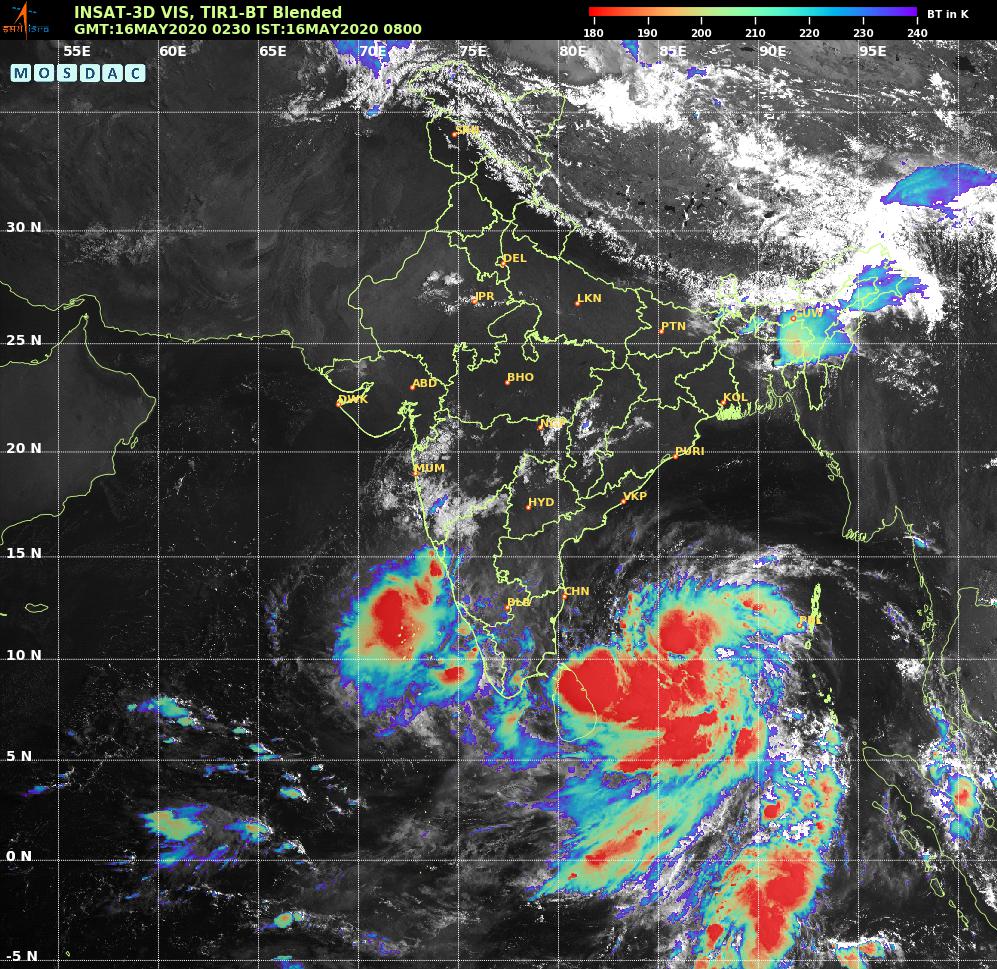 INSAT-3D VIS, TIR1-BT Blended
GMT:16MAY2020 0230 IST:16MAY2020 0800
BT in K
180 190 200 210 220 230 240
55E 60E 65E 70E 75E 80E 85E 90E 95E
MOSDAC
30 N
DEL
JPR
LKN
GUW
PTN
25 N
BHO
ABD
DWK
KOL
20 N
PURI
MUM
VKP
HYD
15 N
CHN
10 N
5 N
0 N
-5 N